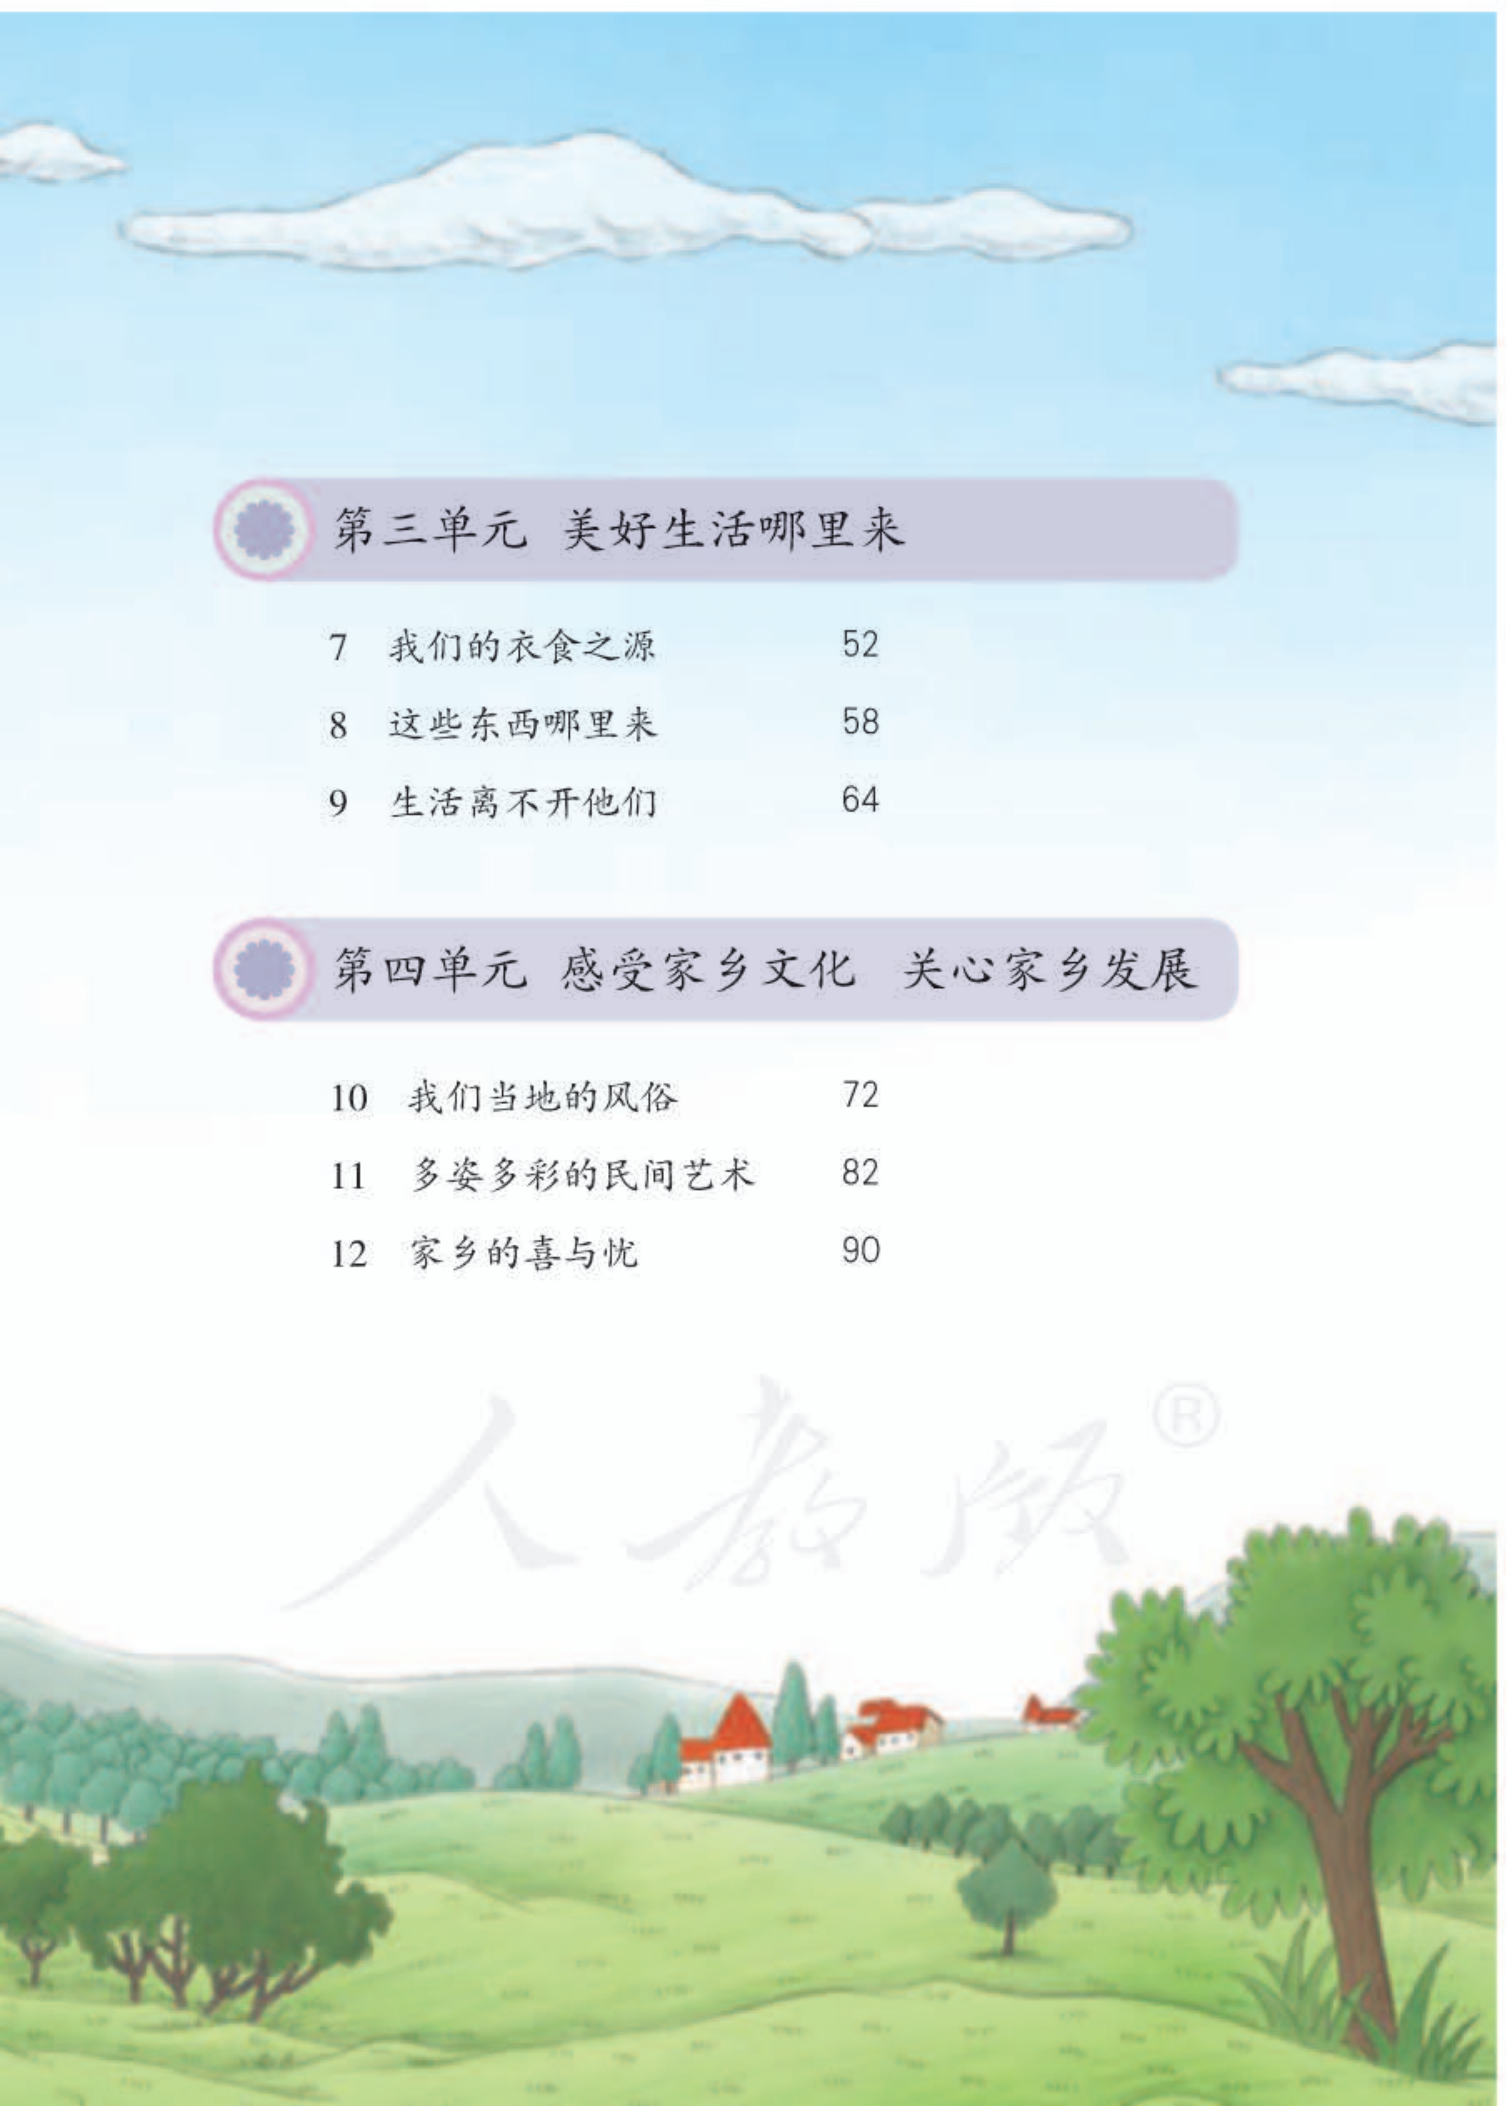 第三单元 美好生活哪里来
7 我们的衣食之源 52
8 这些东西哪里来 58
9 生活离不开他们 64
第四单元 感受家乡文化 关心家乡发展
10 我们当地的风俗 72
11 多姿多彩的民间艺术 82
12 家乡的喜与忧 90
人教版®